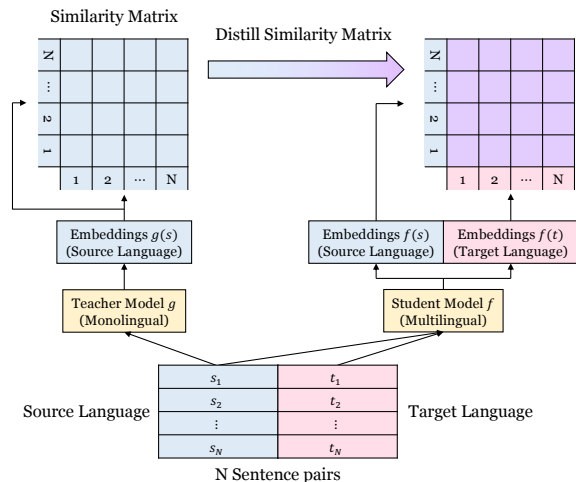 Similarity Matrix
Distill Similarity Matrix
N
⋯
2
1
1 2 ⋯ N
N
⋯
2
1
1 2 ⋯ N
Embeddings g(s)
(Source Language)
Embeddings f(s)
(Source Language)
Embeddings f(t)
(Target Language)
Teacher Model g
(Monolingual)
Student Model f
(Multilingual)
Source Language
s₁ t₁
s₂ t₂
⋮ ⋮
s_N t_N
Target Language
N Sentence pairs